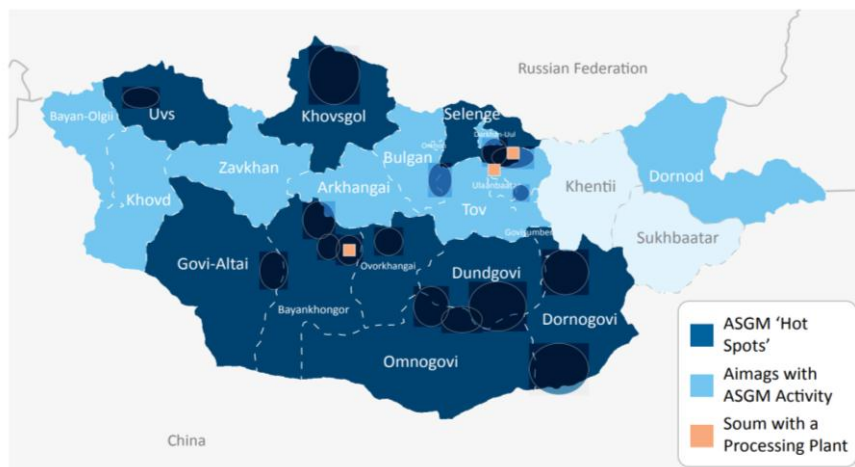 Russian Federation
Bayan-Olgii
Uvs
Khovsgol
Selenge
Darkhan-Uul
Zavkhan
Bulgan
Orkhon
Arkhangai
Ulaanbaatar
Khentii
Dornod
Khovd
Tov
Govisumber
Sukhbaatar
Govi-Altai
Ovorkhangai
Dundgovi
Bayankhongor
Dornogovi
Omnogovi
China
ASGM ‘Hot
Spots’
Aimags with
ASGM Activity
Soum with a
Processing Plant